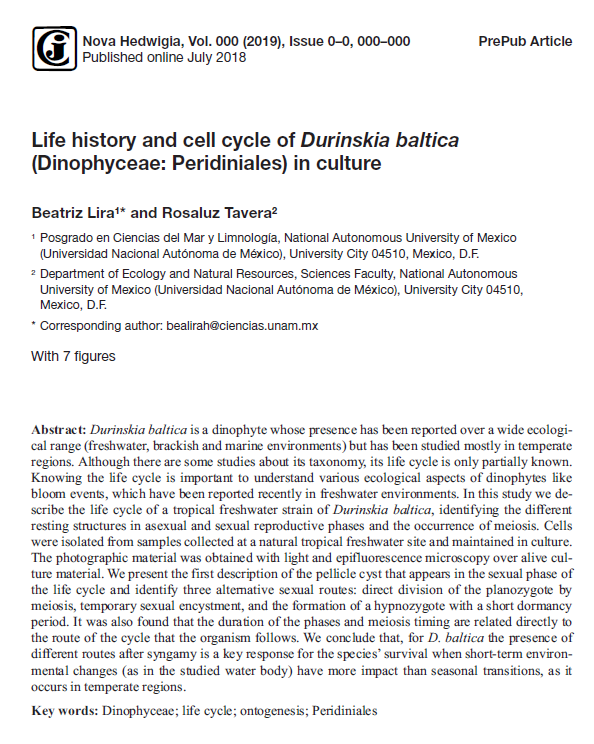 Nova Hedwigia, Vol. 000 (2019), Issue 0–0, 000–000 PrePub Article
Published online July 2018
Life history and cell cycle of Durinskia baltica
(Dinophyceae: Peridiniales) in culture
Beatriz Lira¹* and Rosaluz Tavera²
¹ Posgrado en Ciencias del Mar y Limnología, National Autonomous University of Mexico
(Universidad Nacional Autónoma de México), University City 04510, Mexico, D.F.
² Department of Ecology and Natural Resources, Sciences Faculty, National Autonomous
University of Mexico (Universidad Nacional Autónoma de México), University City 04510,
Mexico, D.F.
* Corresponding author: bealirah@ciencias.unam.mx
With 7 figures
Abstract: Durinskia baltica is a dinophyte whose presence has been reported over a wide ecologi-
cal range (freshwater, brackish and marine environments) but has been studied mostly in temperate
regions. Although there are some studies about its taxonomy, its life cycle is only partially known.
Knowing the life cycle is important to understand various ecological aspects of dinophytes like
bloom events, which have been reported recently in freshwater environments. In this study we de-
scribe the life cycle of a tropical freshwater strain of Durinskia baltica, identifying the different
resting structures in asexual and sexual reproductive phases and the occurrence of meiosis. Cells
were isolated from samples collected at a natural tropical freshwater site and maintained in culture.
The photographic material was obtained with light and epifluorescence microscopy over alive cul-
ture material. We present the first description of the pellicle cyst that appears in the sexual phase of
the life cycle and identify three alternative sexual routes: direct division of the planozygote by
meiosis, temporary sexual encystment, and the formation of a hypnozygote with a short dormancy
period. It was also found that the duration of the phases and meiosis timing are related directly to
the route of the cycle that the organism follows. We conclude that, for D. baltica the presence of
different routes after syngamy is a key response for the species' survival when short-term environ-
mental changes (as in the studied water body) have more impact than seasonal transitions, as it
occurs in temperate regions.
Key words: Dinophyceae; life cycle; ontogenesis; Peridiniales